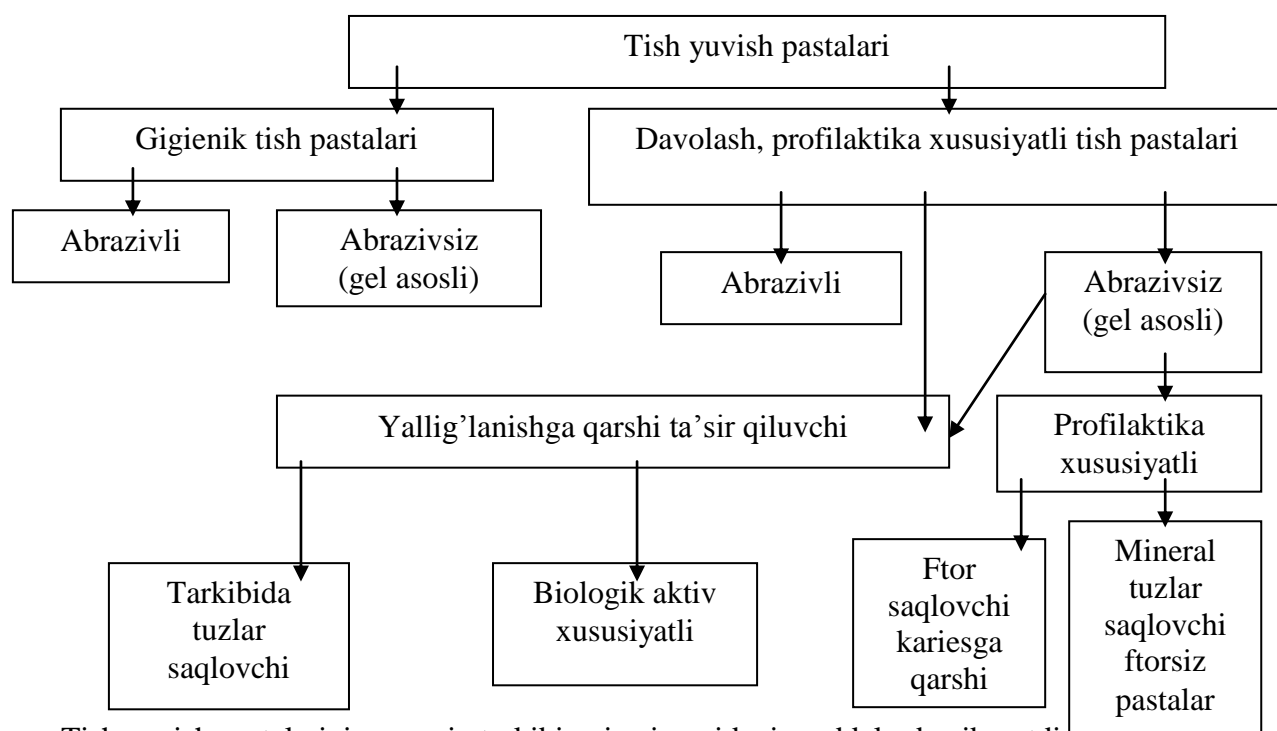 Tish yuvish pastalari
Gigienik tish pastalari
Davolash, profilaktika xususiyatli tish pastalari
Abrazivli
Abrazivsiz
(gel asosli)
Abrazivli
Abrazivsiz
(gel asosli)
Yallig’lanishga qarshi ta’sir qiluvchi
Profilaktika
xususiyatli
Tarkibida
tuzlar
saqlovchi
Biologik aktiv
xususiyatli
Ftor
saqlovchi
kariesga
qarshi
Mineral
tuzlar
saqlovchi
ftorsiz
pastalar